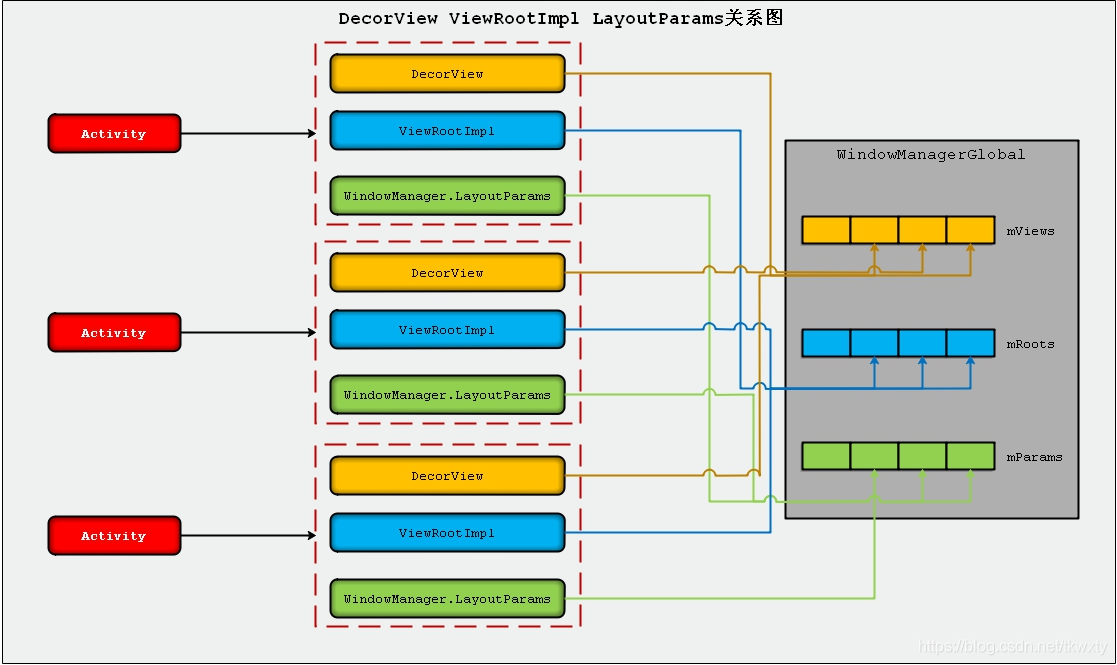 DecorView ViewRootImpl LayoutParams关系图
DecorView
Activity
ViewRootImpl
WindowManager.LayoutParams
WindowManagerGlobal
mViews
DecorView
Activity
ViewRootImpl
mRoots
WindowManager.LayoutParams
mParams
DecorView
Activity
ViewRootImpl
WindowManager.LayoutParams
https://blog.csdn.net/tkwxty